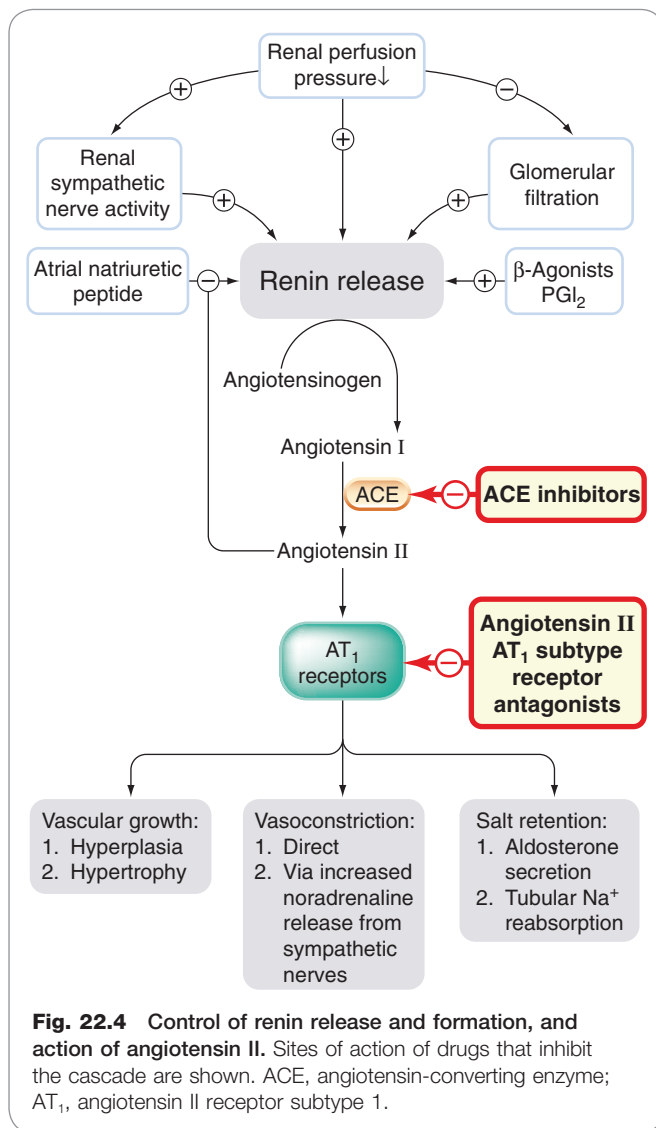 Renal perfusion
pressure↓
+
+
−
Renal
sympathetic
nerve activity
Glomerular
filtration
+
+
Atrial natriuretic
peptide
−
Renin release
+
β-Agonists
PGI₂
Angiotensinogen
Angiotensin I
ACE
−
ACE inhibitors
Angiotensin II
AT₁
receptors
−
Angiotensin II
AT₁ subtype
receptor
antagonists
Vascular growth:
1. Hyperplasia
2. Hypertrophy
Vasoconstriction:
1. Direct
2. Via increased
noradrenaline
release from
sympathetic
nerves
Salt retention:
1. Aldosterone
secretion
2. Tubular Na⁺
reabsorption
Fig. 22.4 Control of renin release and formation, and
action of angiotensin II. Sites of action of drugs that inhibit
the cascade are shown. ACE, angiotensin-converting enzyme;
AT₁, angiotensin II receptor subtype 1.